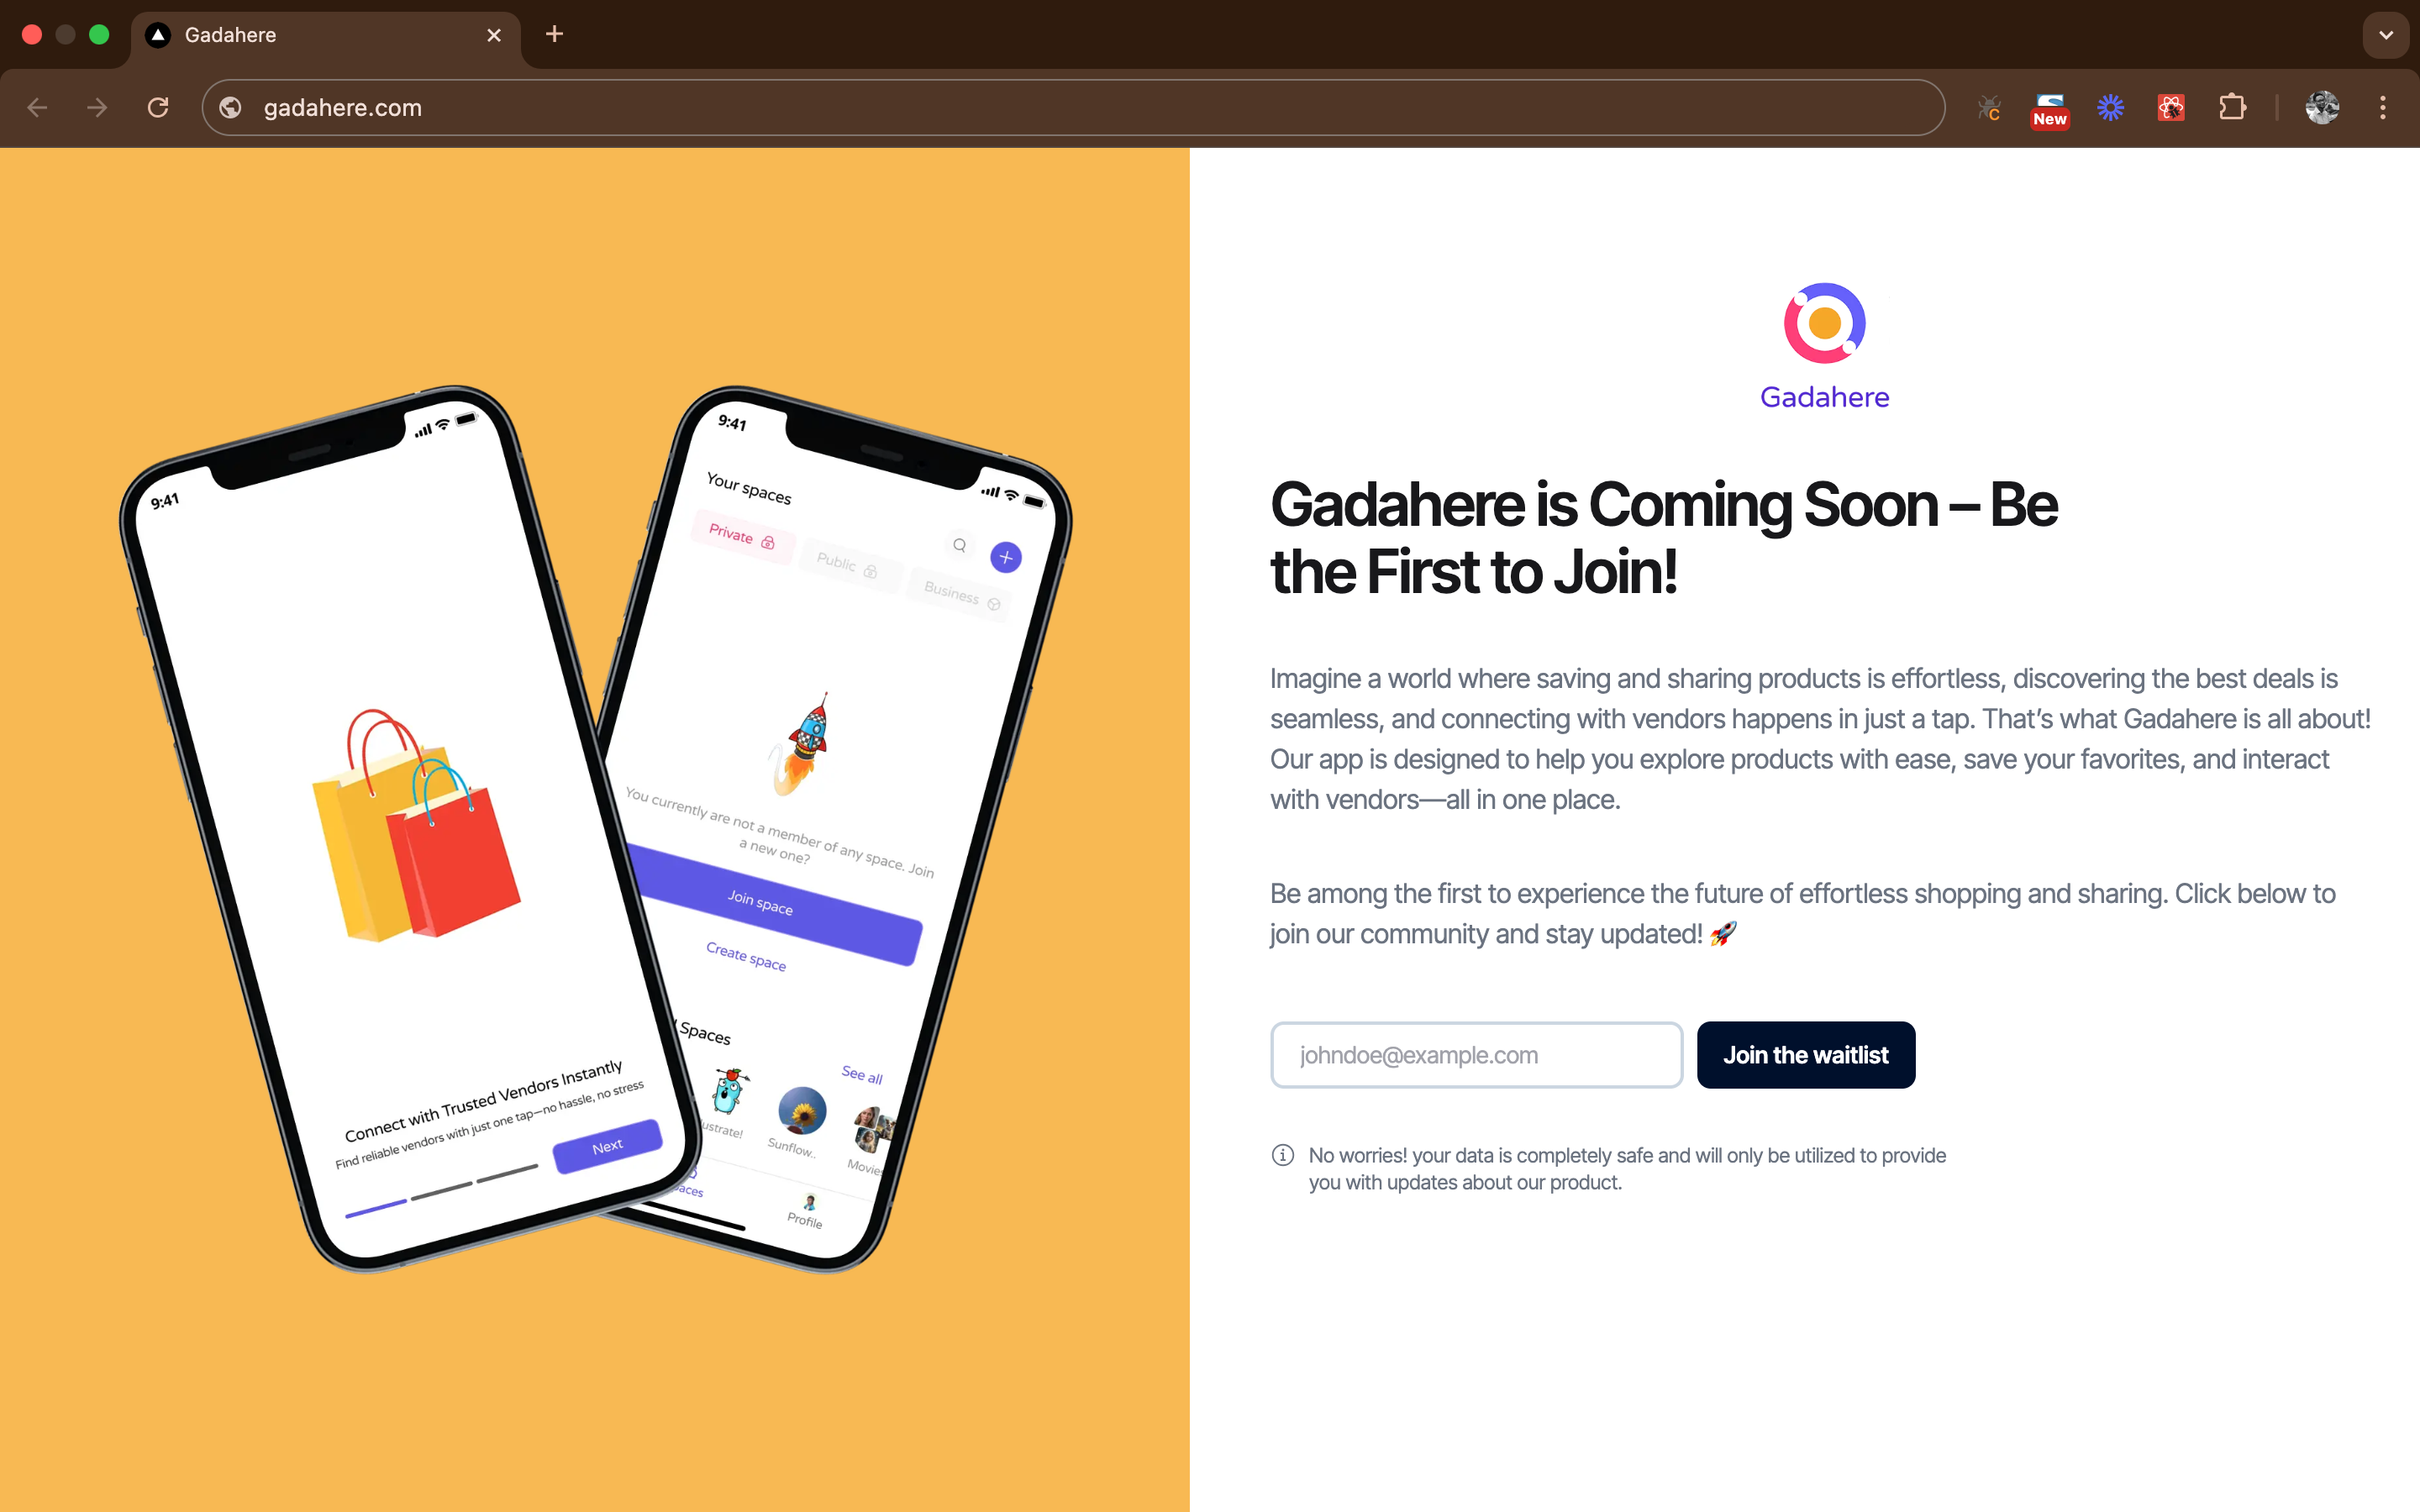 Gadahere
gadahere.com
C
New
9:41
Connect with Trusted Vendors Instantly
Find reliable vendors with just one tap—no hassle, no stress
Next
9:41
Your spaces
Private
Public
Business
You currently are not a member of any space. Join
a new one?
Join space
Create space
Spaces
See all
ustrate!
Sunflow..
Movie
paces
Profile
Gadahere
Gadahere is Coming Soon – Be
the First to Join!
Imagine a world where saving and sharing products is effortless, discovering the best deals is
seamless, and connecting with vendors happens in just a tap. That’s what Gadahere is all about!
Our app is designed to help you explore products with ease, save your favorites, and interact
with vendors—all in one place.
Be among the first to experience the future of effortless shopping and sharing. Click below to
join our community and stay updated! 🚀
johndoe@example.com
Join the waitlist
No worries! your data is completely safe and will only be utilized to provide
you with updates about our product.